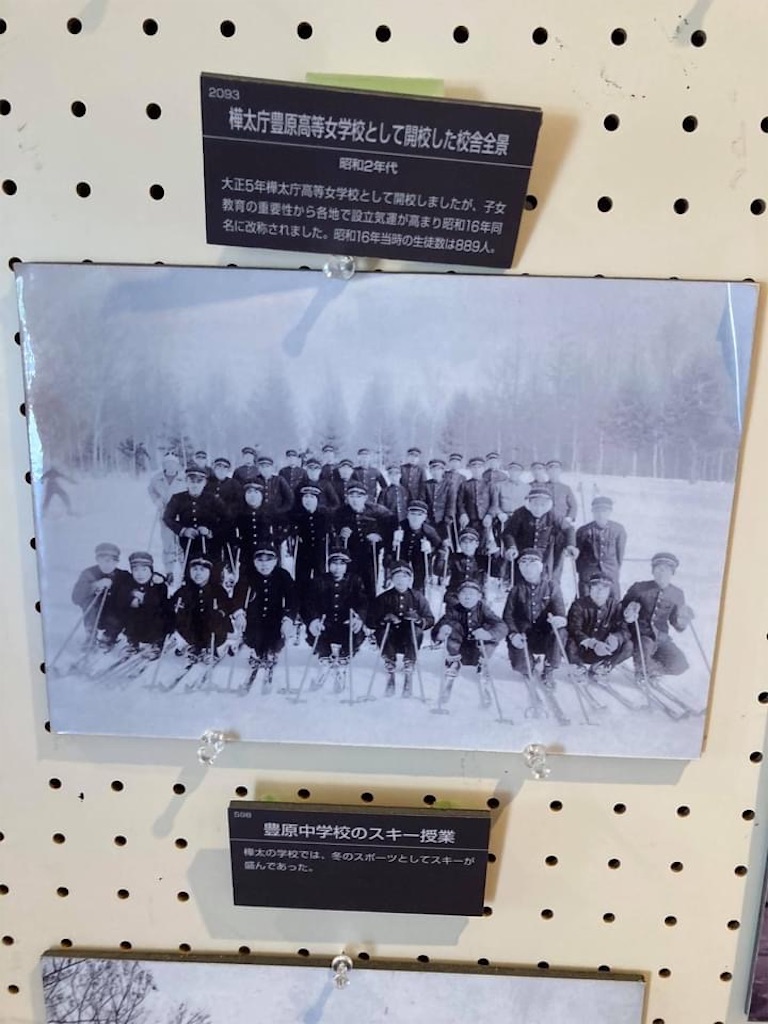 2093
樺太庁豊原高等女学校として開校した校舎全景
昭和2年代
大正5年樺太庁高等女学校として開校しましたが、子女
教育の重要性から各地で設立気運が高まり昭和16年同
名に改称されました。昭和16年当時の生徒数は889人。
598
豊原中学校のスキー授業
樺太の学校では、冬のスポーツとしてスキーが
盛んであった。